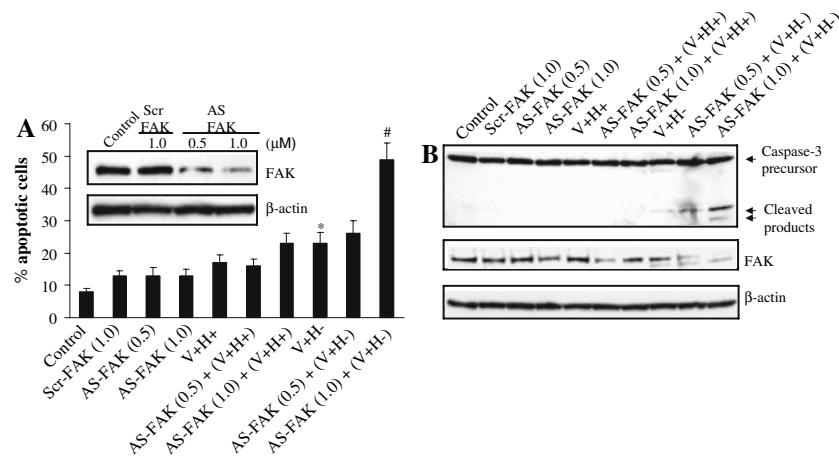 A
Control
Scr
FAK
AS
FAK
1.0
0.5
1.0
(μM)
FAK
β-actin
% apoptotic cells
60
50
40
30
20
10
0
*
#
Control
Scr-FAK (1.0)
AS-FAK (0.5)
AS-FAK (1.0)
V+H+
AS-FAK (0.5) + (V+H+)
AS-FAK (1.0) + (V+H+)
V+H-
AS-FAK (0.5) + (V+H-)
AS-FAK (1.0) + (V+H-)
B
Control
Scr-FAK (1.0)
AS-FAK (0.5)
AS-FAK (1.0)
V+H+
AS-FAK (0.5) + (V+H+)
AS-FAK (1.0) + (V+H+)
V+H-
AS-FAK (0.5) + (V+H-)
AS-FAK (1.0) + (V+H-)
Caspase-3
precursor
Cleaved
products
FAK
β-actin